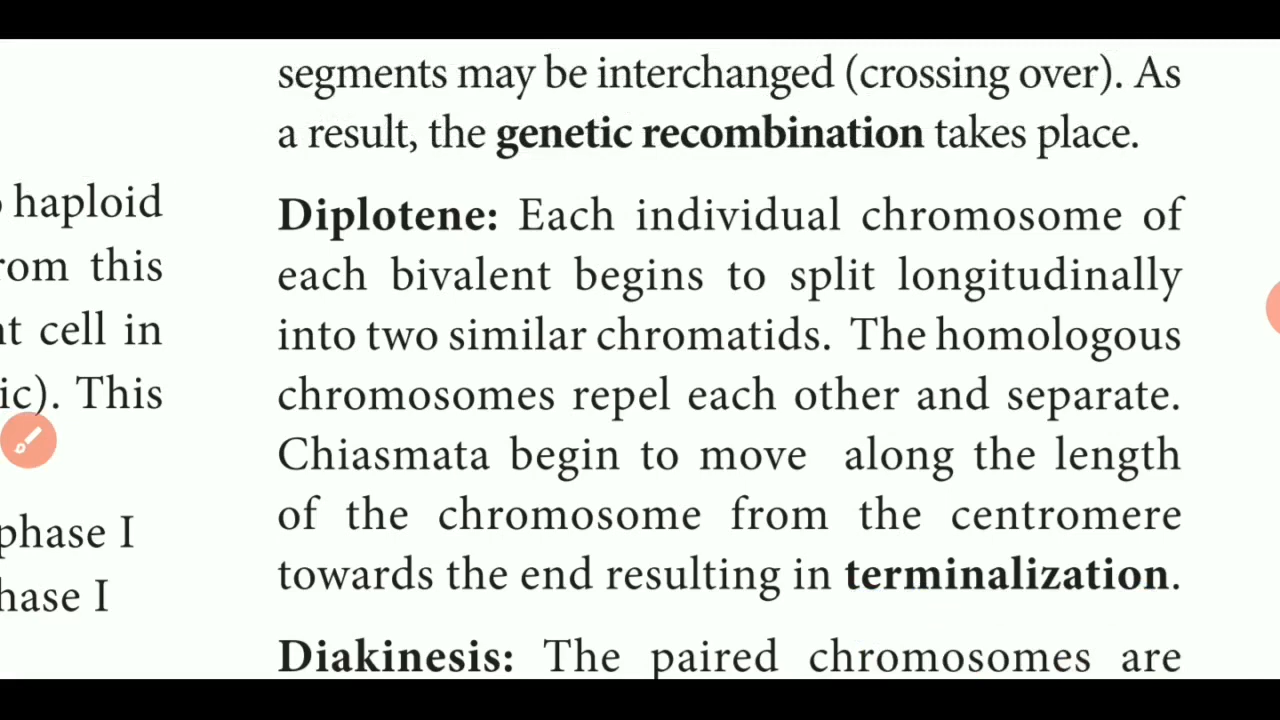 haploid
this
cell in
This
phase I
segments may be interchanged (crossing over). As
a result, the genetic recombination takes place.
Diplotene: Each individual chromosome of
each bivalent begins to split longitudinally
into two similar chromatids. The homologous
chromosomes repel each other and separate.
Chiasmata begin to move along the length
of the chromosome from the centromere
towards the end resulting in terminalization.
Diakinesis: The paired chromosomes are